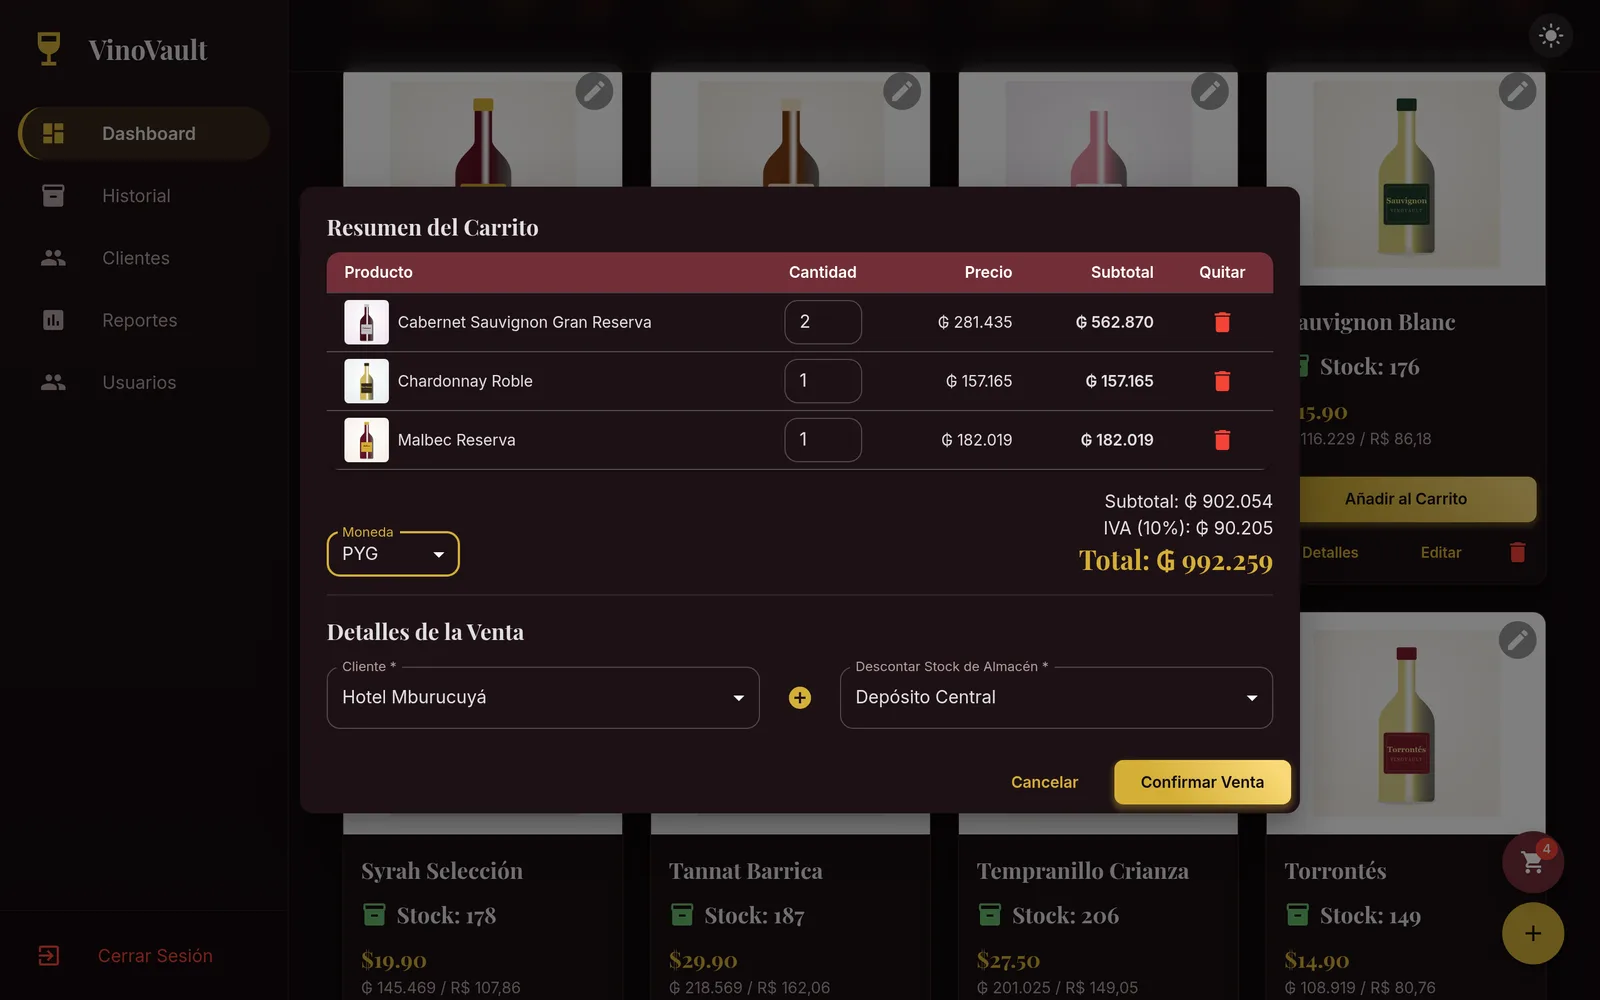 VinoVault
Dashboard
Historial
Clientes
Reportes
Usuarios
Cerrar Sesión
Resumen del Carrito
Producto Cantidad Precio Subtotal Quitar
Cabernet Sauvignon Gran Reserva 2 ₲ 281.435 ₲ 562.870
Chardonnay Roble 1 ₲ 157.165 ₲ 157.165
Malbec Reserva 1 ₲ 182.019 ₲ 182.019
Subtotal: ₲ 902.054
IVA (10%): ₲ 90.205
Total: ₲ 992.259
Moneda
PYG
Detalles de la Venta
Cliente *
Hotel Mburucuyá
Descontar Stock de Almacén *
Depósito Central
Cancelar
Confirmar Venta
Sauvignon
VINOVAULT
auvignon Blanc
Stock: 176
15.90
116.229 / R$ 86,18
Añadir al Carrito
Detalles Editar
Torrontés
VINOVAULT
Syrah Selección
Stock: 178
$19.90
₲ 145.469 / R$ 107,86
Tannat Barrica
Stock: 187
$29.90
₲ 218.569 / R$ 162,06
Tempranillo Crianza
Stock: 206
$27.50
₲ 201.025 / R$ 149,05
Torrontés
Stock: 149
$14.90
₲ 108.919 / R$ 80,76
4